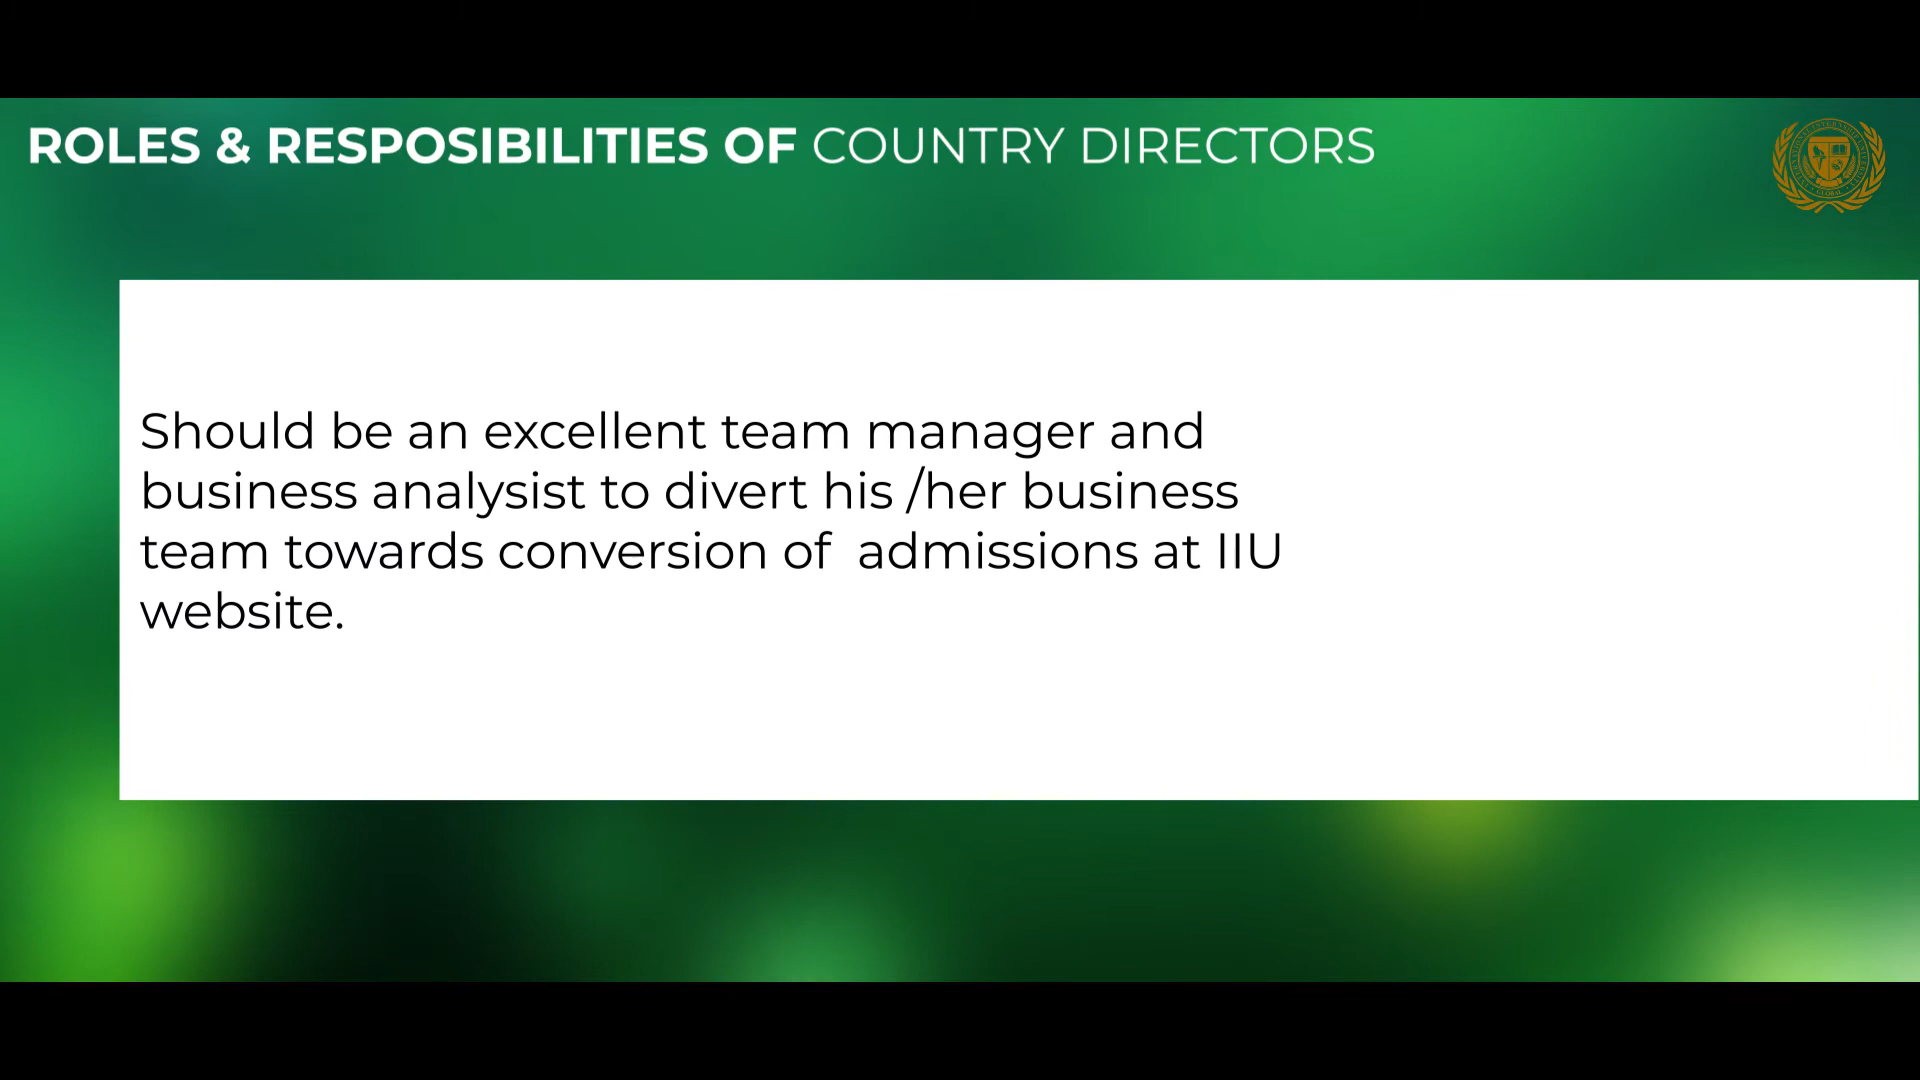 ROLES & RESPOSIBILITIES OF COUNTRY DIRECTORS
Should be an excellent team manager and
business analysist to divert his /her business
team towards conversion of  admissions at IIU
website.